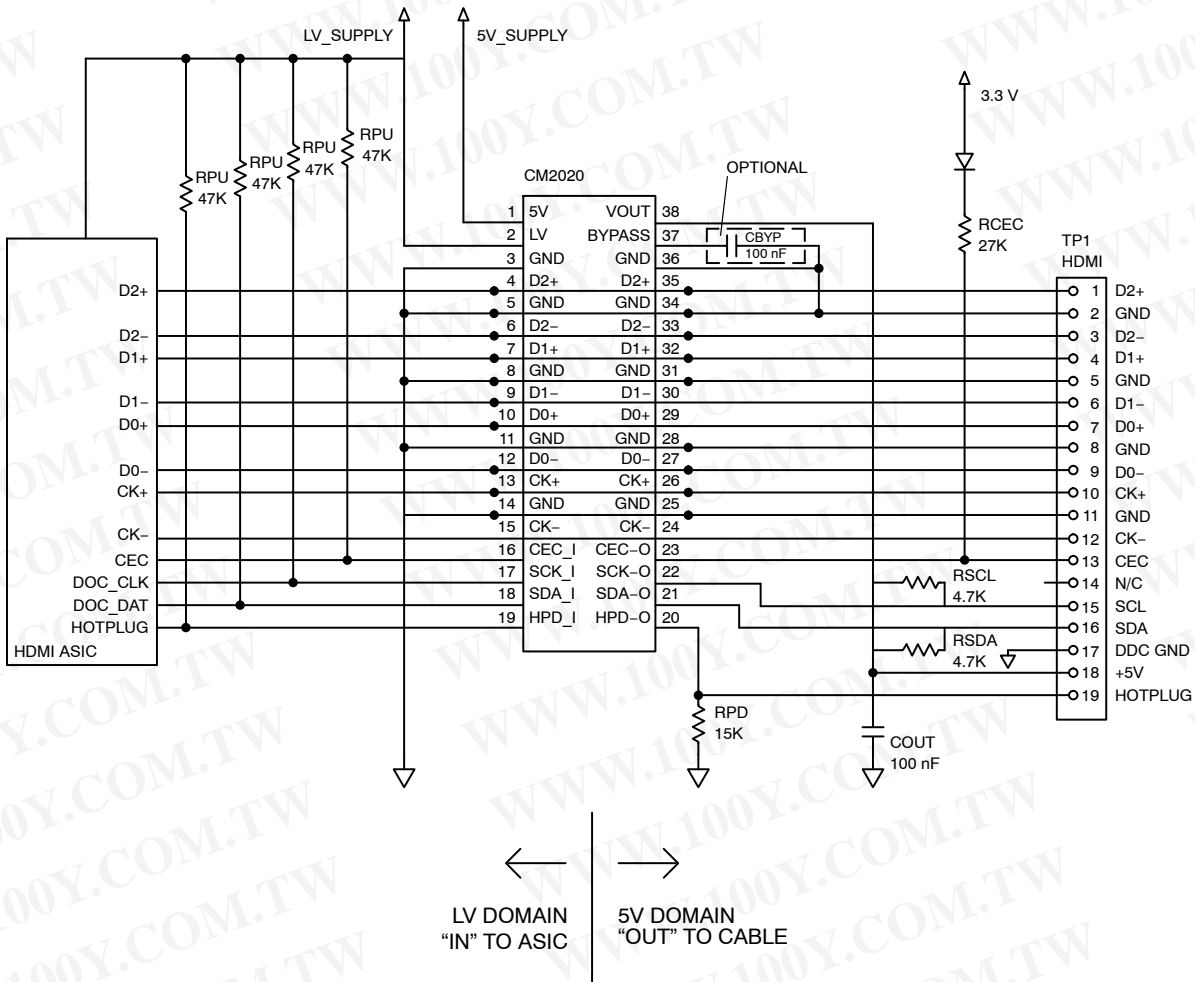 LV_SUPPLY
5V_SUPPLY
3.3 V
RPU
47K
RPU
47K
RPU
47K
RPU
47K
OPTIONAL
CM2020
CBYP
100 nF
RCEC
27K
TP1
HDMI
1 5V VOUT 38
2 LV BYPASS 37
3 GND GND 36
4 D2+ D2+ 35
5 GND GND 34
6 D2– D2– 33
7 D1+ D1+ 32
8 GND GND 31
9 D1– D1– 30
10 D0+ D0+ 29
11 GND GND 28
12 D0– D0– 27
13 CK+ CK+ 26
14 GND GND 25
15 CK– CK– 24
16 CEC_I CEC–O 23
17 SCK_I SCK–O 22
18 SDA_I SDA–O 21
19 HPD_I HPD–O 20
D2+
D2–
D1+
D1–
D0+
D0–
CK+
CK–
CEC
DOC_CLK
DOC_DAT
HOTPLUG
HDMI ASIC
1 D2+
2 GND
3 D2–
4 D1+
5 GND
6 D1–
7 D0+
8 GND
9 D0–
10 CK+
11 GND
12 CK–
13 CEC
14 N/C
15 SCL
16 SDA
17 DDC GND
18 +5V
19 HOTPLUG
RSCL
4.7K
RSDA
4.7K
RPD
15K
COUT
100 nF
LV DOMAIN
“IN” TO ASIC
5V DOMAIN
“OUT” TO CABLE
WWW.100Y.COM.TW